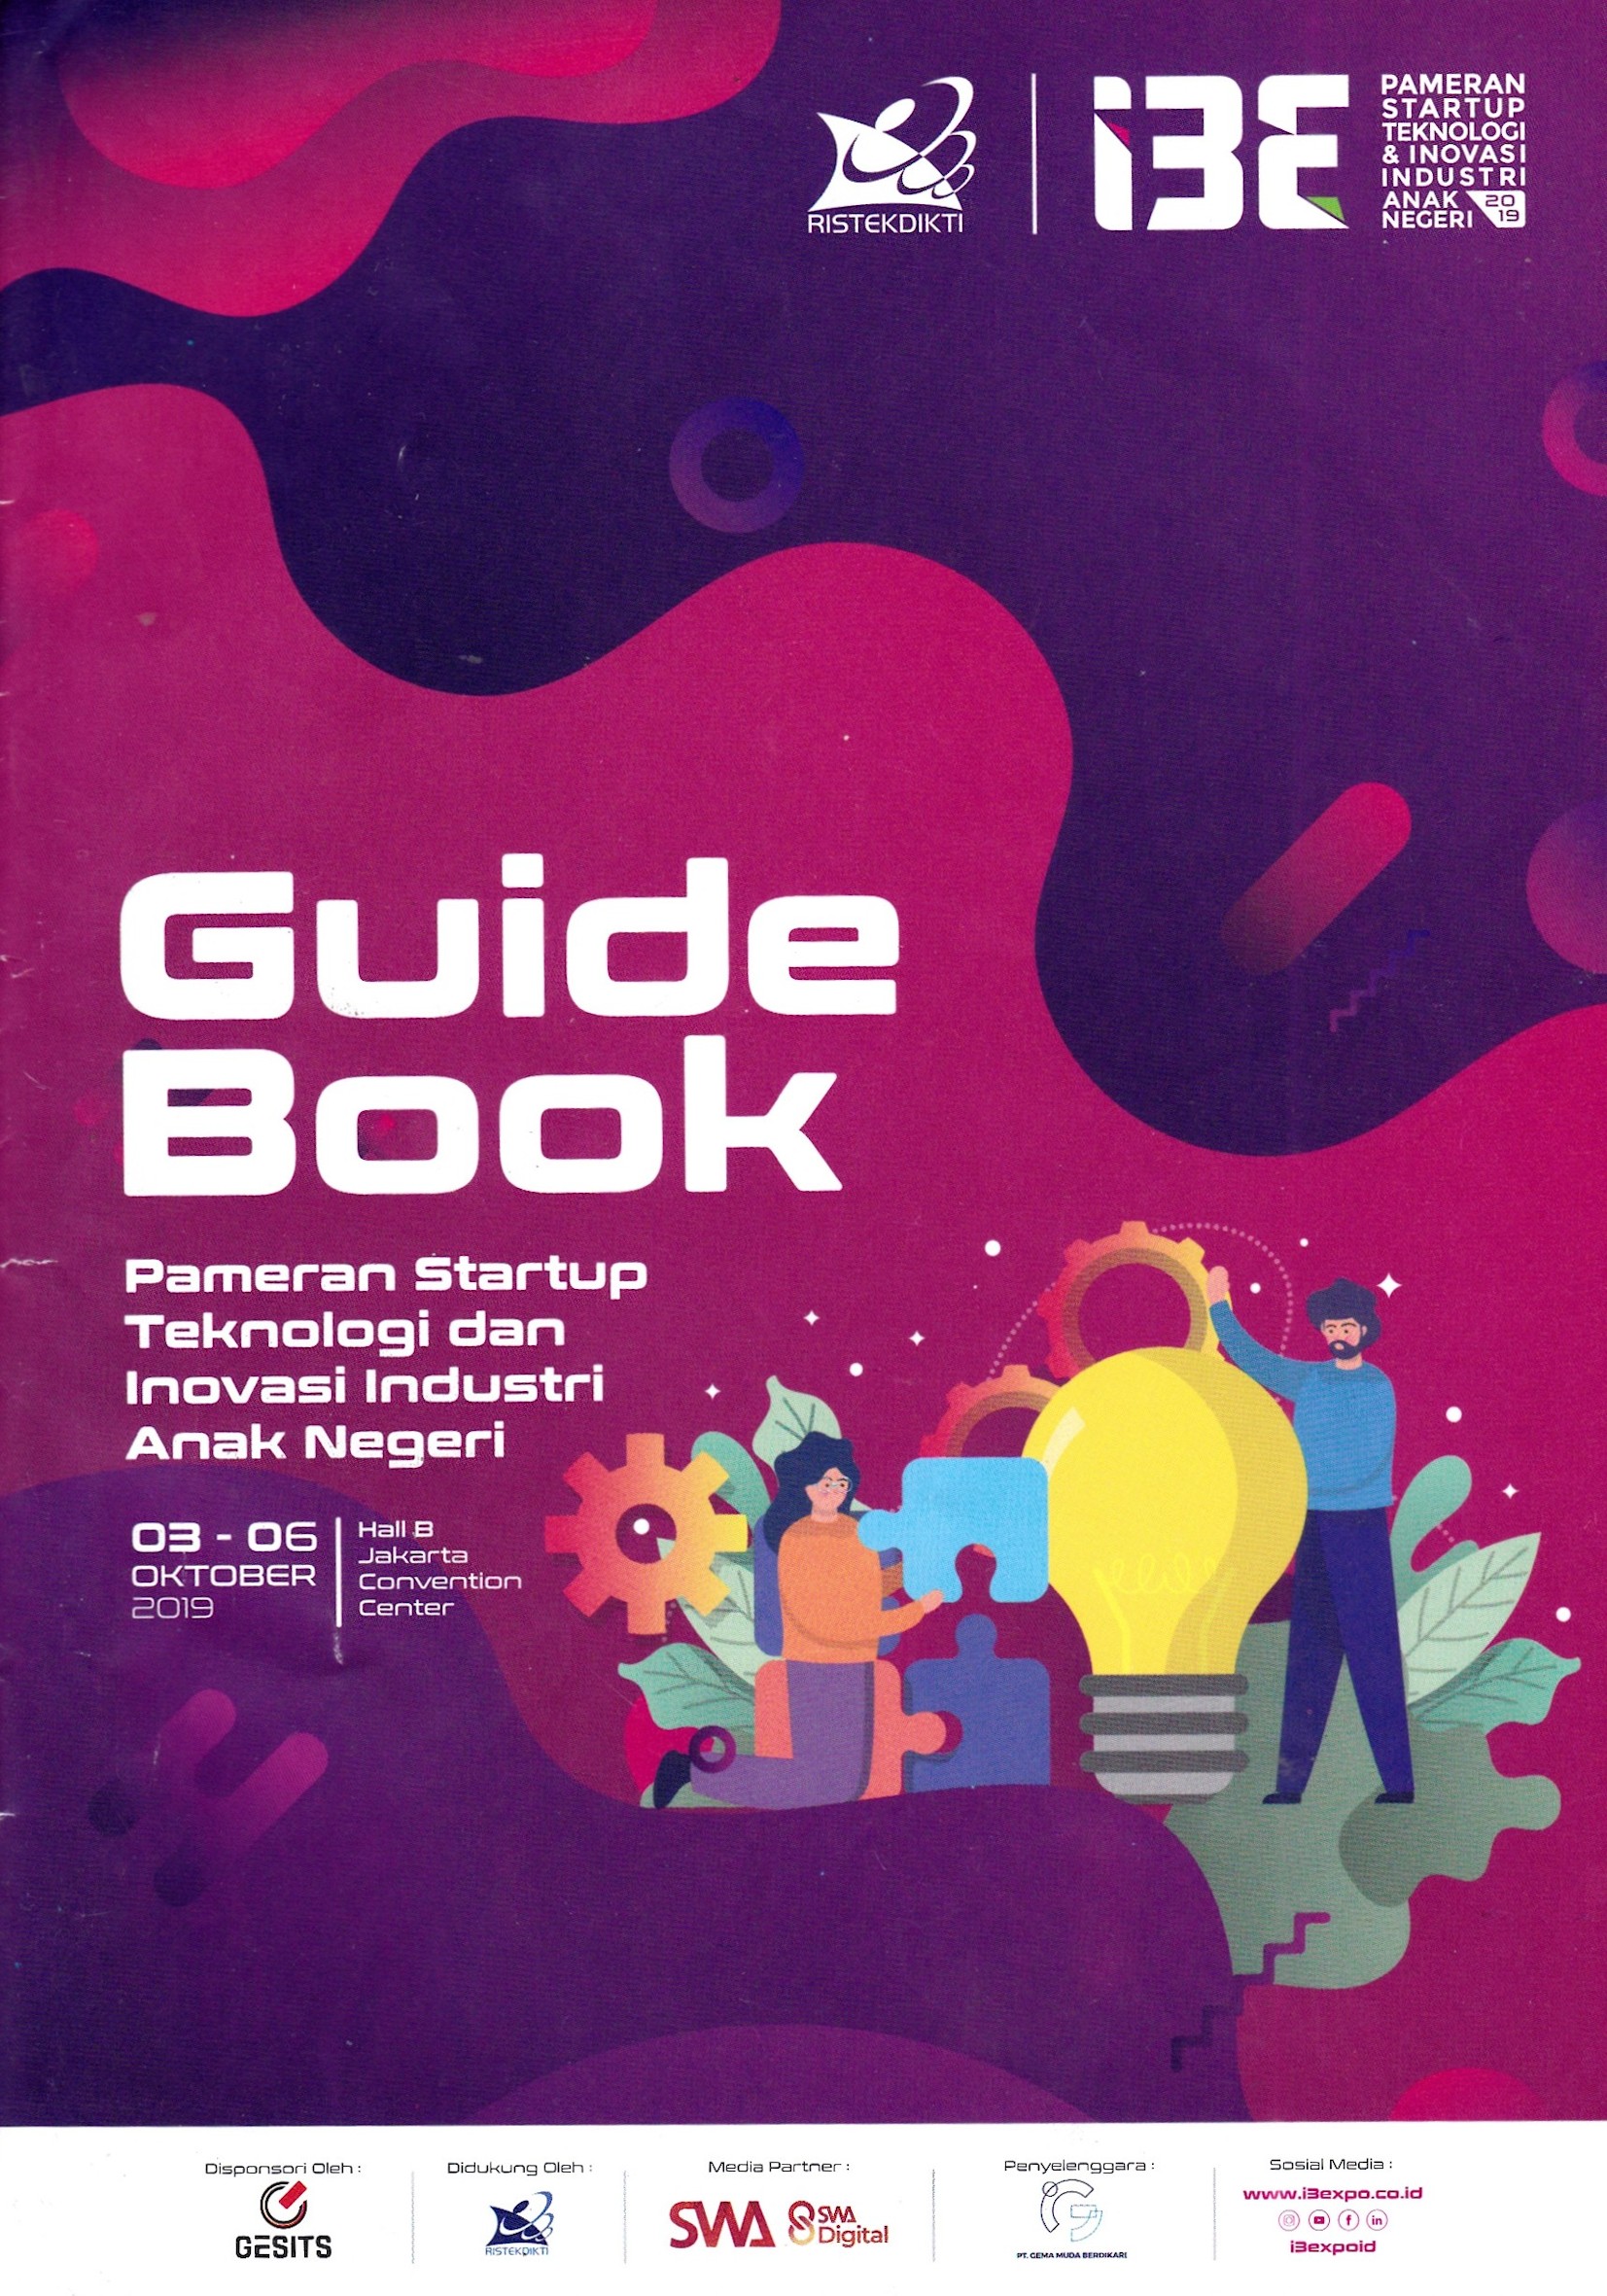 RISTEKDIKTI
i3E
PAMERAN
STARTUP
TEKNOLOGI
& INOVASI
INDUSTRI
ANAK
NEGERI
20
19
Guide
Book
Pameran Startup
Teknologi dan
Inovasi Industri
Anak Negeri
03 - 06
OKTOBER
2019
Hall B
Jakarta
Convention
Center
Disponsori Oleh :
GESITS
Didukung Oleh :
RISTEKDIKTI
Media Partner :
SWA
SWA
Digital
Penyelenggara :
PT. GEMA MUDA BERDIKARI
Sosial Media :
www.i3expo.co.id
i3expoid